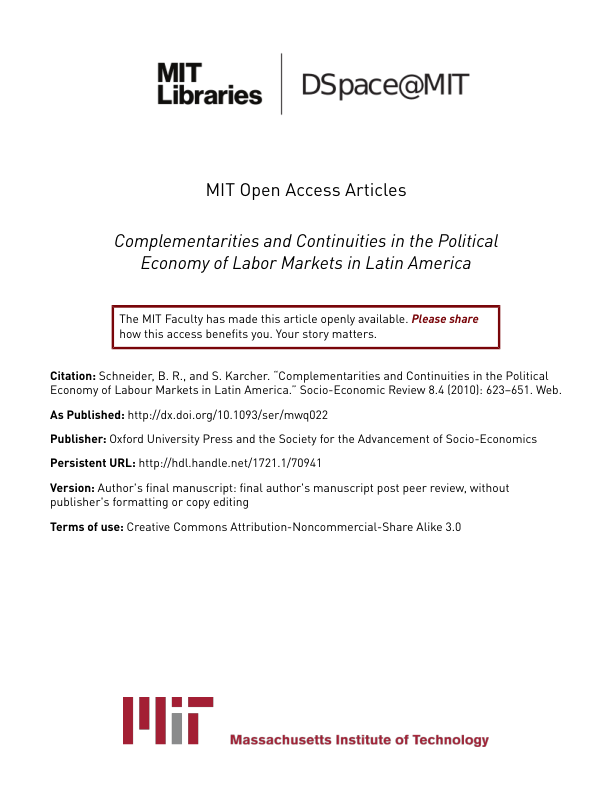 MIT
Libraries
DSpace@MIT
MIT Open Access Articles
Complementarities and Continuities in the Political
Economy of Labor Markets in Latin America
The MIT Faculty has made this article openly available. Please share
how this access benefits you. Your story matters.
Citation: Schneider, B. R., and S. Karcher. “Complementarities and Continuities in the Political
Economy of Labour Markets in Latin America.” Socio-Economic Review 8.4 (2010): 623–651. Web.
As Published: http://dx.doi.org/10.1093/ser/mwq022
Publisher: Oxford University Press and the Society for the Advancement of Socio-Economics
Persistent URL: http://hdl.handle.net/1721.1/70941
Version: Author's final manuscript: final author's manuscript post peer review, without
publisher's formatting or copy editing
Terms of use: Creative Commons Attribution-Noncommercial-Share Alike 3.0
MIT Massachusetts Institute of Technology